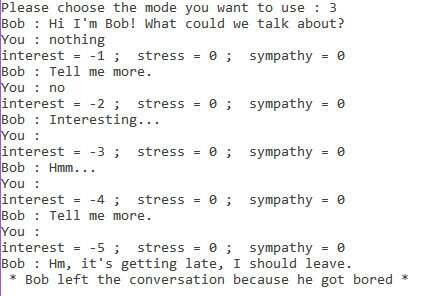 Please choose the mode you want to use : 3
Bob : Hi I'm Bob! What could we talk about?
You : nothing
interest = -1 ;  stress = 0 ;  sympathy = 0
Bob : Tell me more.
You : no
interest = -2 ;  stress = 0 ;  sympathy = 0
Bob : Interesting...
You :
interest = -3 ;  stress = 0 ;  sympathy = 0
Bob : Hmm...
You :
interest = -4 ;  stress = 0 ;  sympathy = 0
Bob : Tell me more.
You :
interest = -5 ;  stress = 0 ;  sympathy = 0
Bob : Hm, it's getting late, I should leave.
 * Bob left the conversation because he got bored *